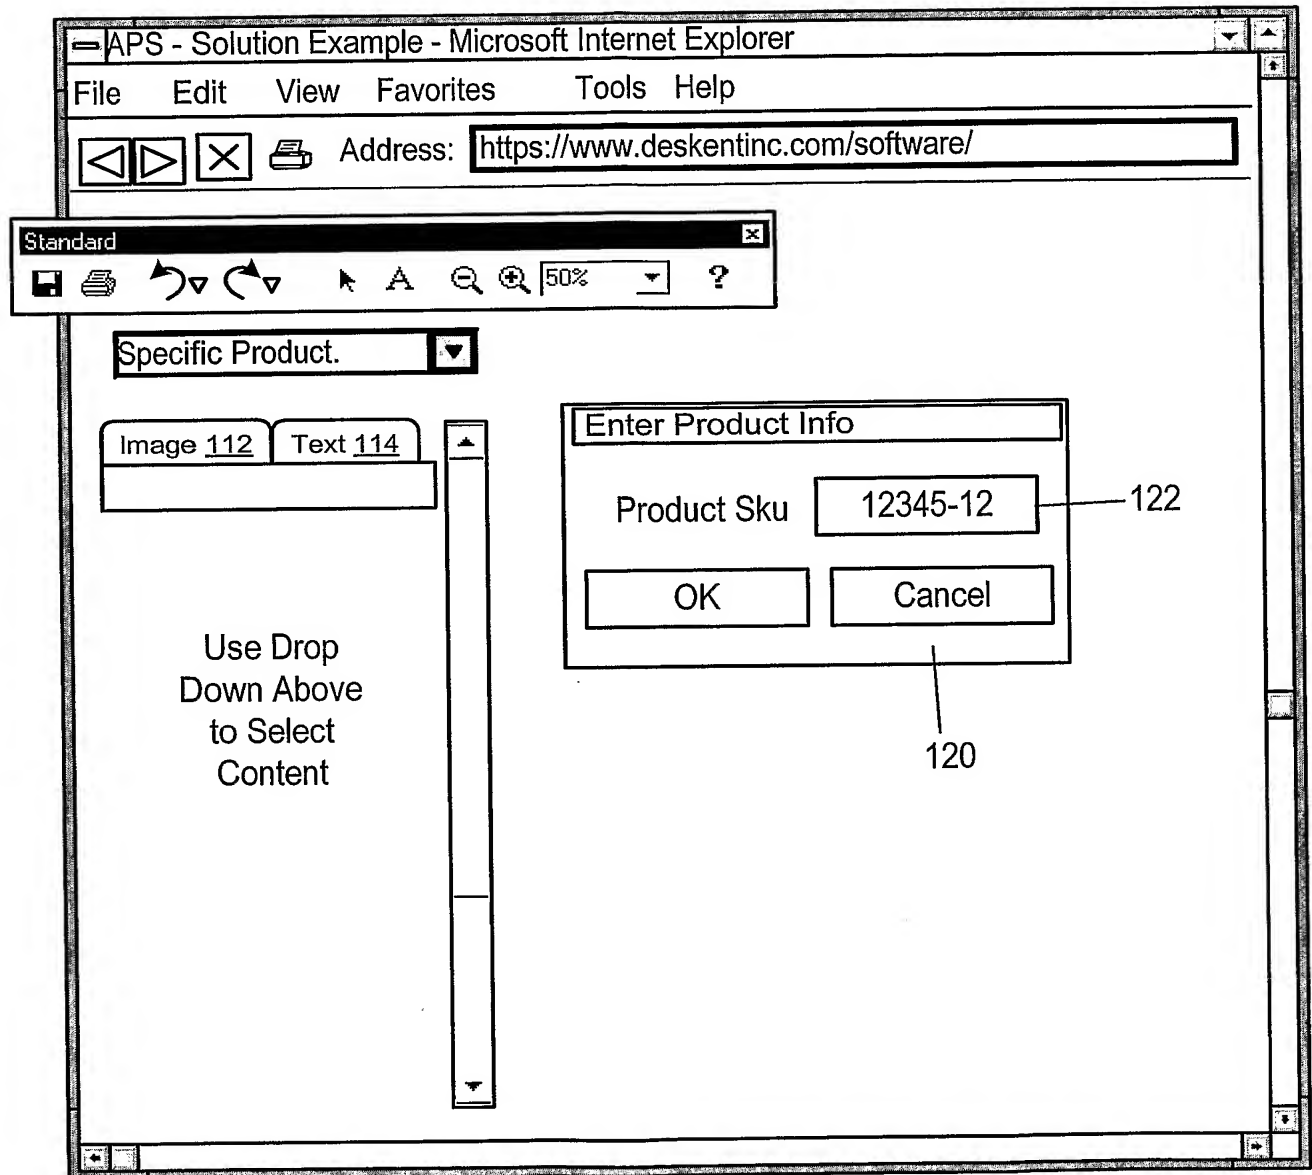 APS - Solution Example - Microsoft Internet Explorer
File Edit View Favorites Tools Help
Address: https://www.deskentinc.com/software/
Standard
A 50% ?
Specific Product.
Image 112 Text 114
Enter Product Info
Product Sku 12345-12 122
OK Cancel
120
Use Drop
Down Above
to Select
Content